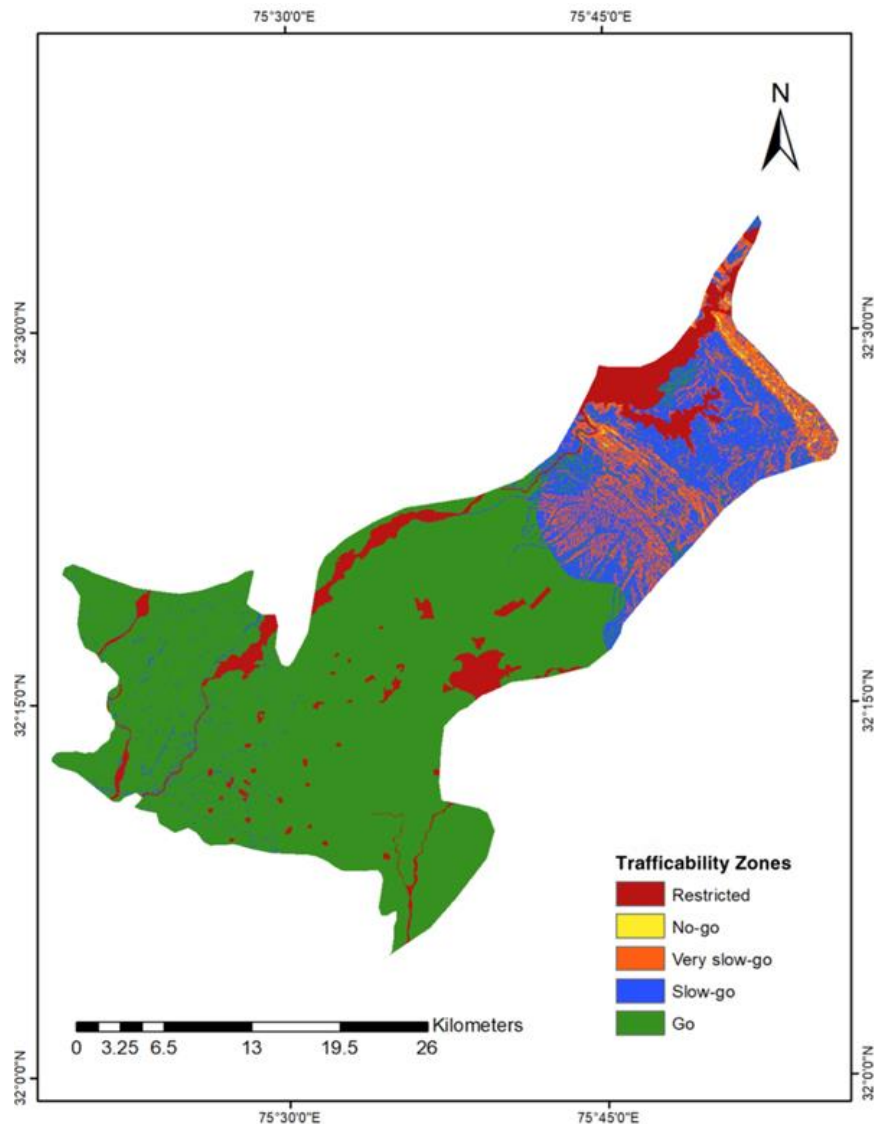 75°30'0"E
75°45'0"E
N
32°30'0"N
32°30'0"N
32°15'0"N
32°15'0"N
Trafficability Zones
Restricted
No-go
Very slow-go
Slow-go
Go
Kilometers
0 3.25 6.5 13 19.5 26
32°0'0"N
32°0'0"N
75°30'0"E
75°45'0"E